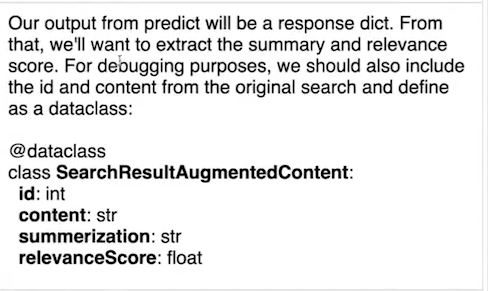 Our output from predict will be a response dict. From
that, we'll want to extract the summary and relevance
score. For debugging purposes, we should also include
the id and content from the original search and define
as a dataclass:
@dataclass
class SearchResultAugmentedContent:
id: int
content: str
summerization: str
relevanceScore: float